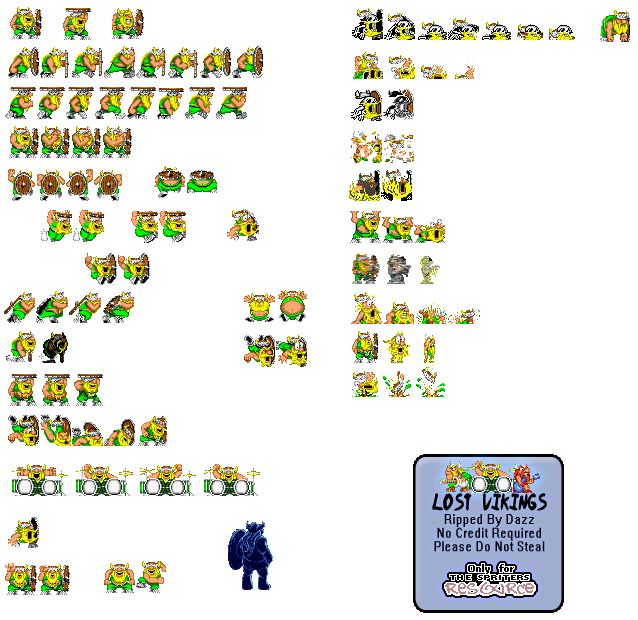 LOST VIKINGS
Ripped By Dazz
No Credit Required
Please Do Not Steal
Only for
THE SPRITERS
RESOURCE